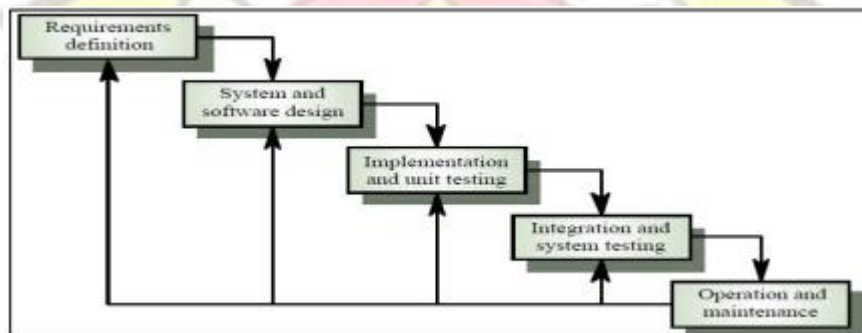 Requirements
definition
System and
software design
Implementation
and unit testing
Integration and
system testing
Operation and
maintenance